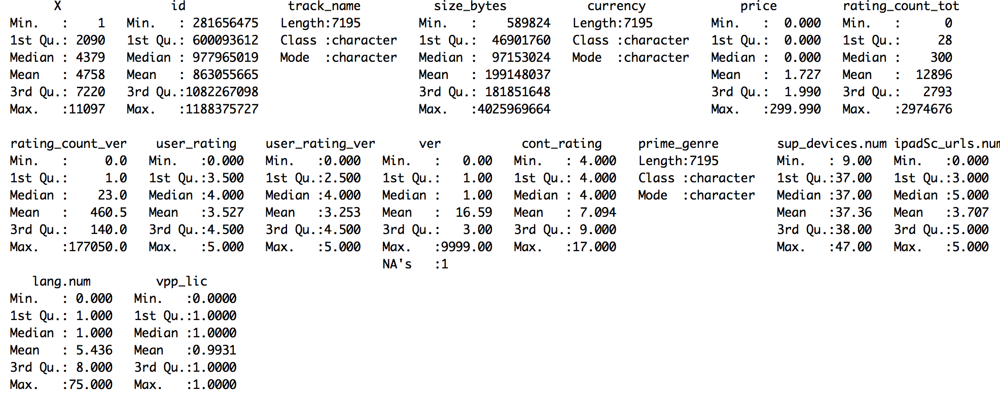 X id track_name size_bytes currency price rating_count_tot
Min. : 1 Min. : 281656475 Length:7195 Min. : 589824 Length:7195 Min. : 0.000 Min. : 0
1st Qu.: 2090 1st Qu.: 600093612 Class :character 1st Qu.: 46901760 Class :character 1st Qu.: 0.000 1st Qu.: 28
Median : 4379 Median : 977965019 Mode :character Median : 97153024 Mode :character Median : 0.000 Median : 300
Mean : 4758 Mean : 863055665 Mean : 199148037 Mean : 1.727 Mean : 12896
3rd Qu.: 7220 3rd Qu.:1082267098 3rd Qu.: 181851648 3rd Qu.: 1.990 3rd Qu.: 2793
Max. :11097 Max. :1188375727 Max. :4025969664 Max. :299.990 Max. :2974676
rating_count_ver user_rating user_rating_ver ver cont_rating prime_genre sup_devices.num ipadSc_urls.num
Min. : 0.0 Min. :0.000 Min. :0.000 Min. : 0.00 Min. : 4.000 Length:7195 Min. : 9.00 Min. :0.000
1st Qu.: 1.0 1st Qu.:3.500 1st Qu.:2.500 1st Qu.: 1.00 1st Qu.: 4.000 Class :character 1st Qu.:37.00 1st Qu.:3.000
Median : 23.0 Median :4.000 Median :4.000 Median : 1.00 Median : 4.000 Mode :character Median :37.00 Median :5.000
Mean : 460.5 Mean :3.527 Mean :3.253 Mean : 16.59 Mean : 7.094 Mean :37.36 Mean :3.707
3rd Qu.: 140.0 3rd Qu.:4.500 3rd Qu.:4.500 3rd Qu.: 3.00 3rd Qu.: 9.000 3rd Qu.:38.00 3rd Qu.:5.000
Max. :177050.0 Max. :5.000 Max. :5.000 Max. :9999.00 Max. :17.000 Max. :47.00 Max. :5.000
NA's :1
lang.num vpp_lic
Min. : 0.000 Min. :0.0000
1st Qu.: 1.000 1st Qu.:1.0000
Median : 1.000 Median :1.0000
Mean : 5.436 Mean :0.9931
3rd Qu.: 8.000 3rd Qu.:1.0000
Max. :75.000 Max. :1.0000